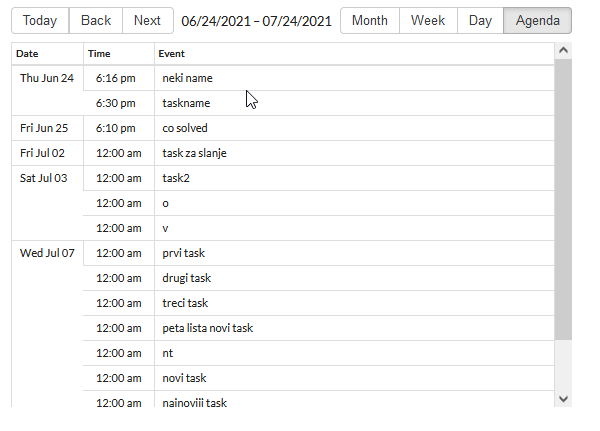 Today Back Next 06/24/2021 – 07/24/2021 Month Week Day Agenda
Date Time Event
Thu Jun 24 6:16 pm neki name
6:30 pm taskname
Fri Jun 25 6:10 pm co solved
Fri Jul 02 12:00 am task za slanje
Sat Jul 03 12:00 am task2
12:00 am o
12:00 am v
Wed Jul 07 12:00 am prvi task
12:00 am drugi task
12:00 am treci task
12:00 am peta lista novi task
12:00 am nt
12:00 am novi task
12:00 am nainoviii task